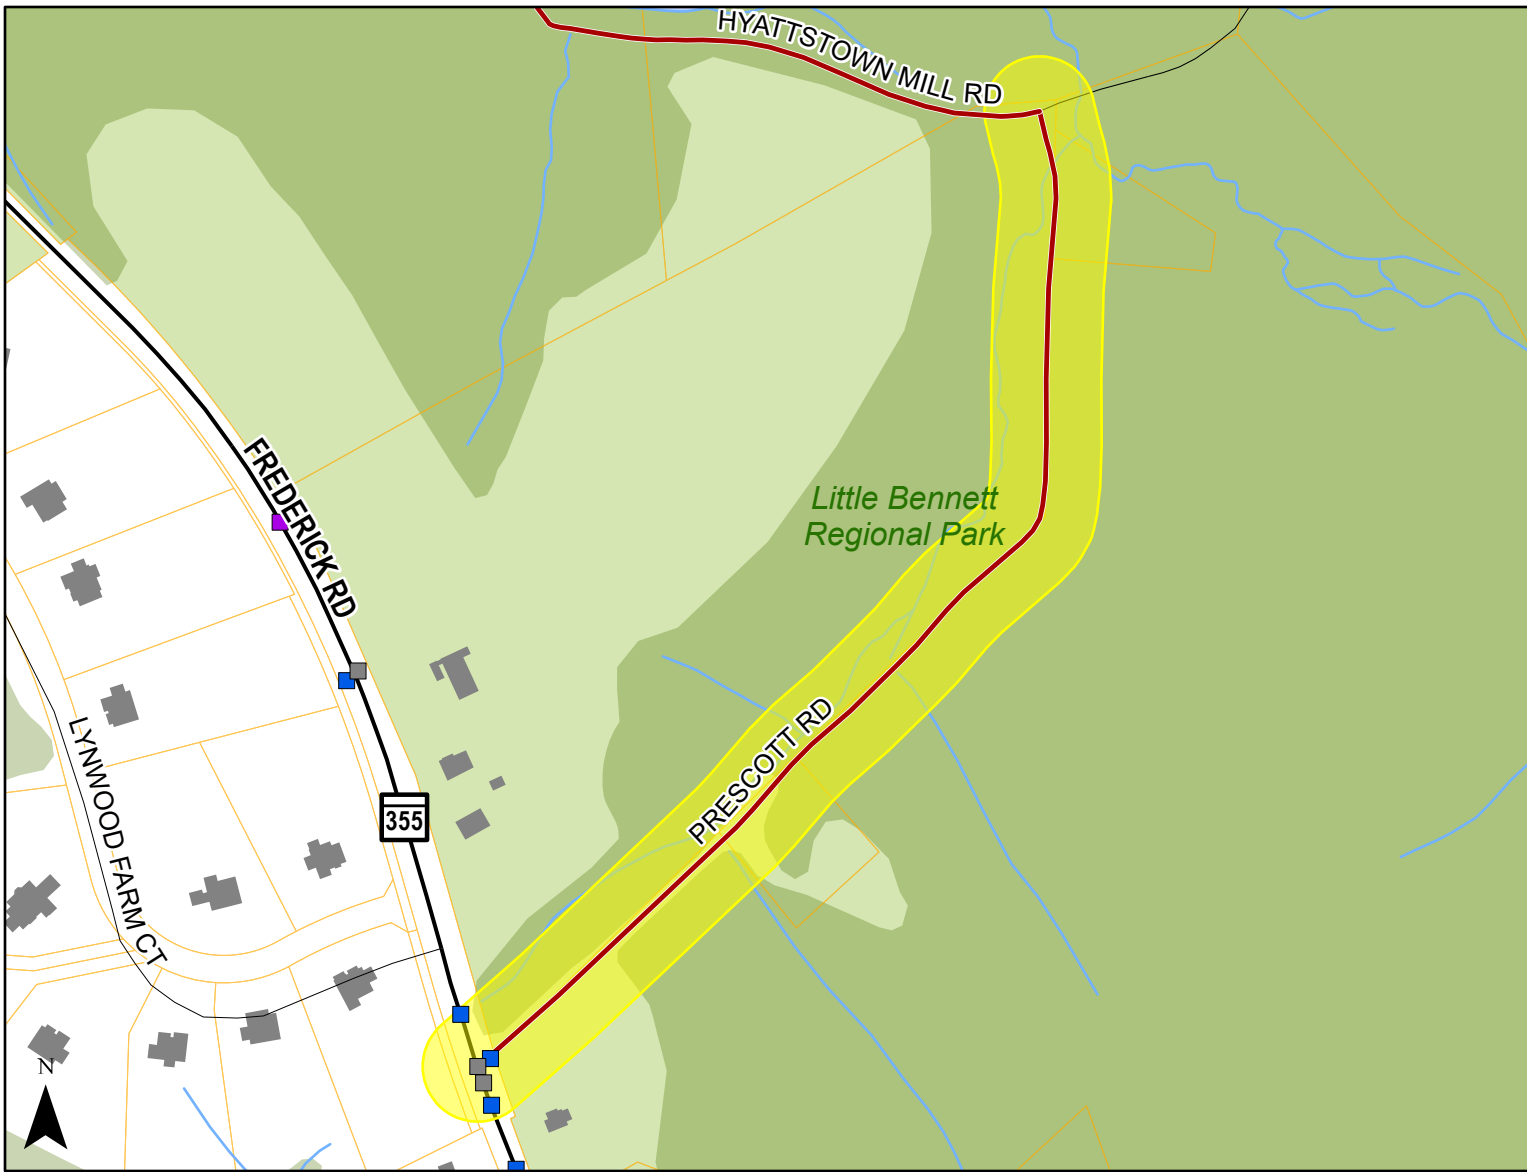 HYATTSTOWN MILL RD
FREDERICK RD
Little Bennett
Regional Park
LYNWOOD FARM CT
PRESCOTT RD
355
N